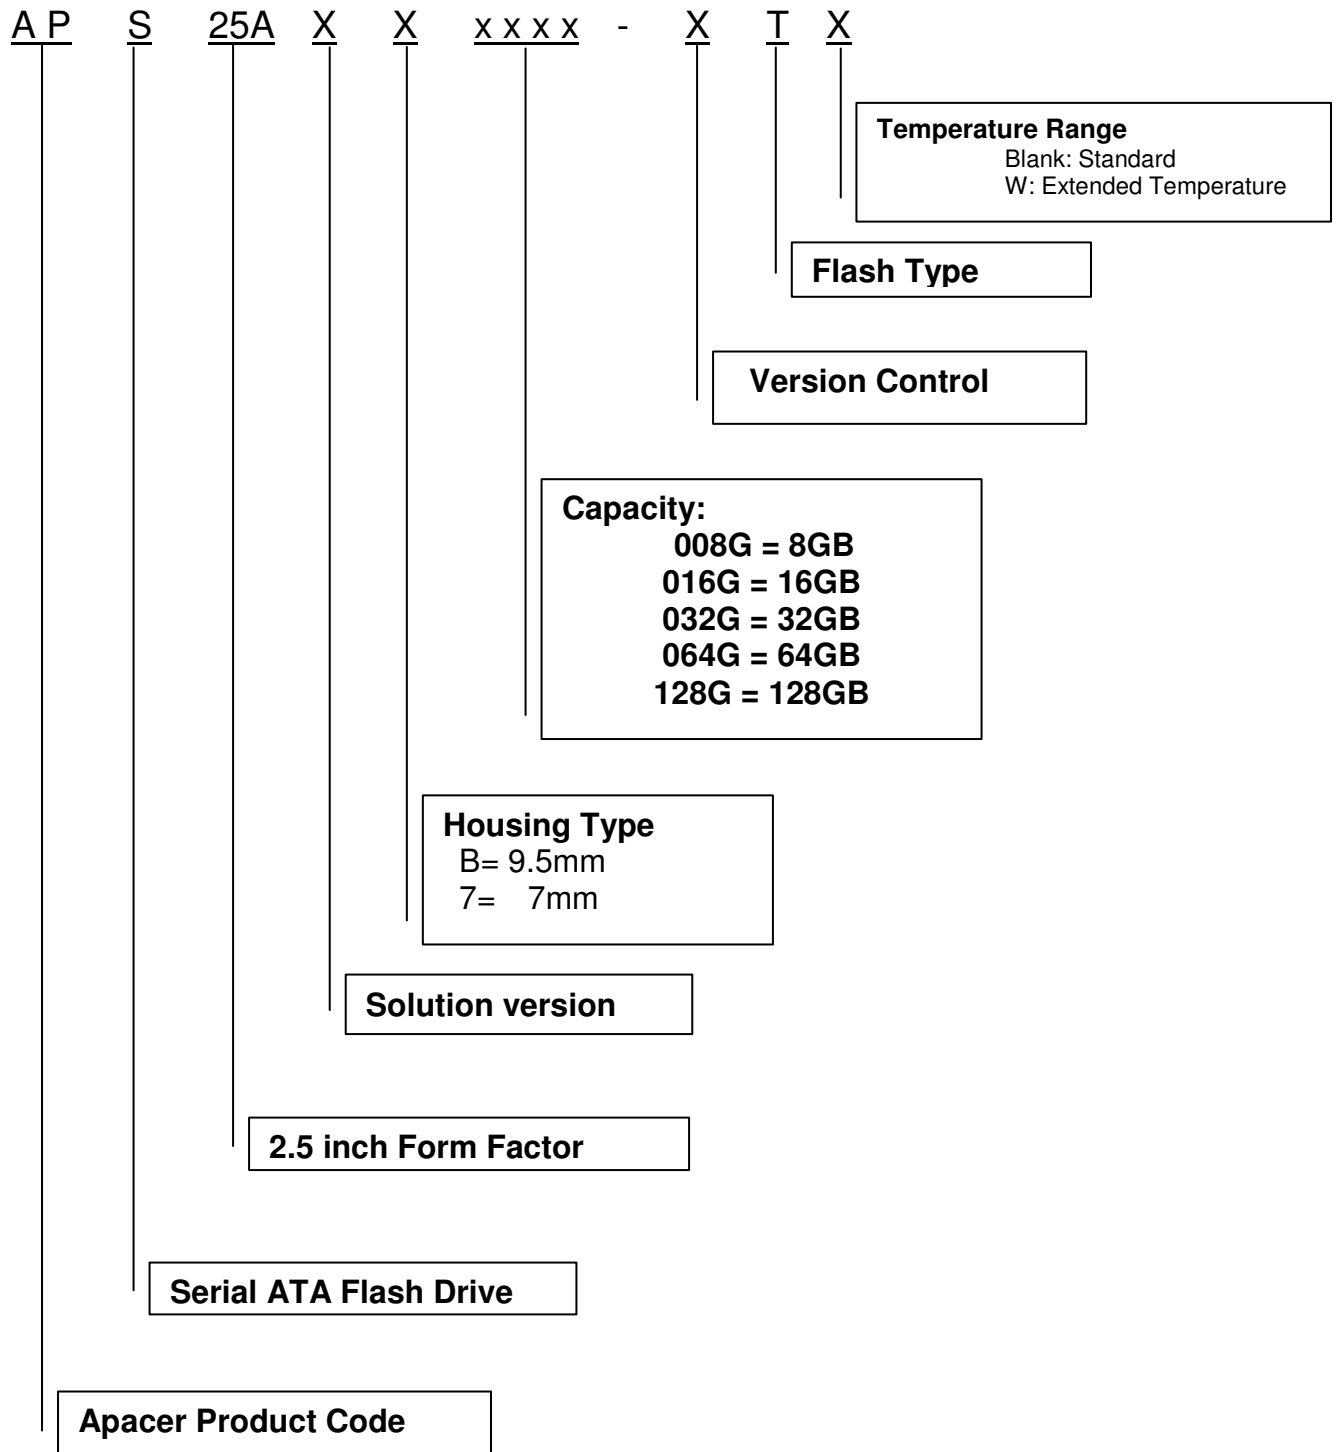 A P S 25A X X x x x x - X T X
Temperature Range
Blank: Standard
W: Extended Temperature
Flash Type
Version Control
Capacity:
008G = 8GB
016G = 16GB
032G = 32GB
064G = 64GB
128G = 128GB
Housing Type
B= 9.5mm
7= 7mm
Solution version
2.5 inch Form Factor
Serial ATA Flash Drive
Apacer Product Code